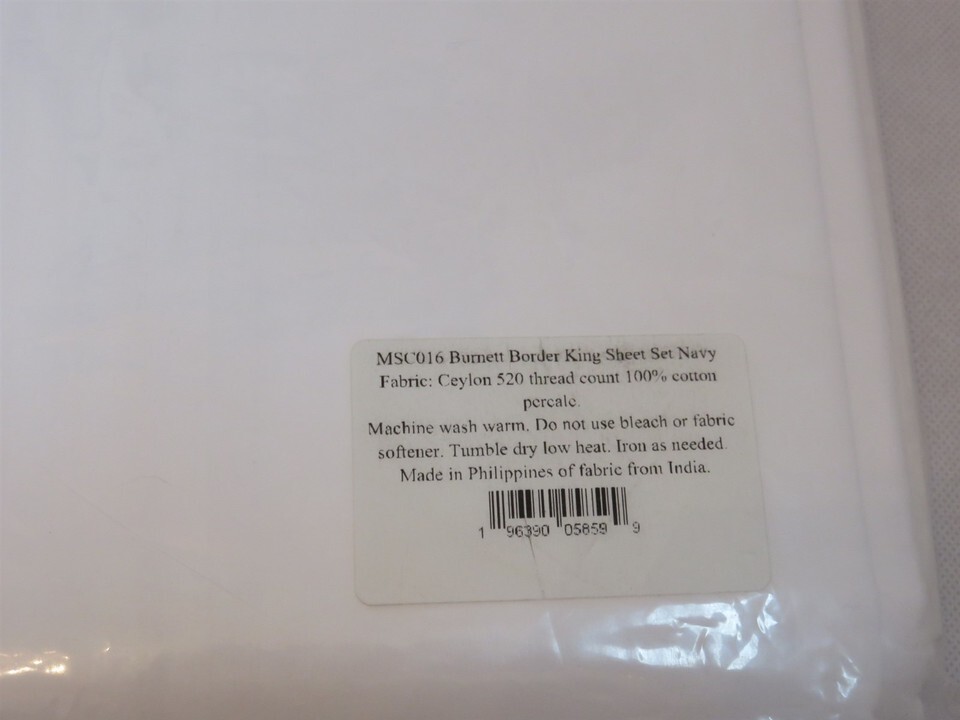 MSC016 Burnett Border King Sheet Set Navy
Fabric: Ceylon 520 thread count 100% cotton
percale.
Machine wash warm. Do not use bleach or fabric
softener. Tumble dry low heat. Iron as needed.
Made in Philippines of fabric from India.
1 96390 05859 9